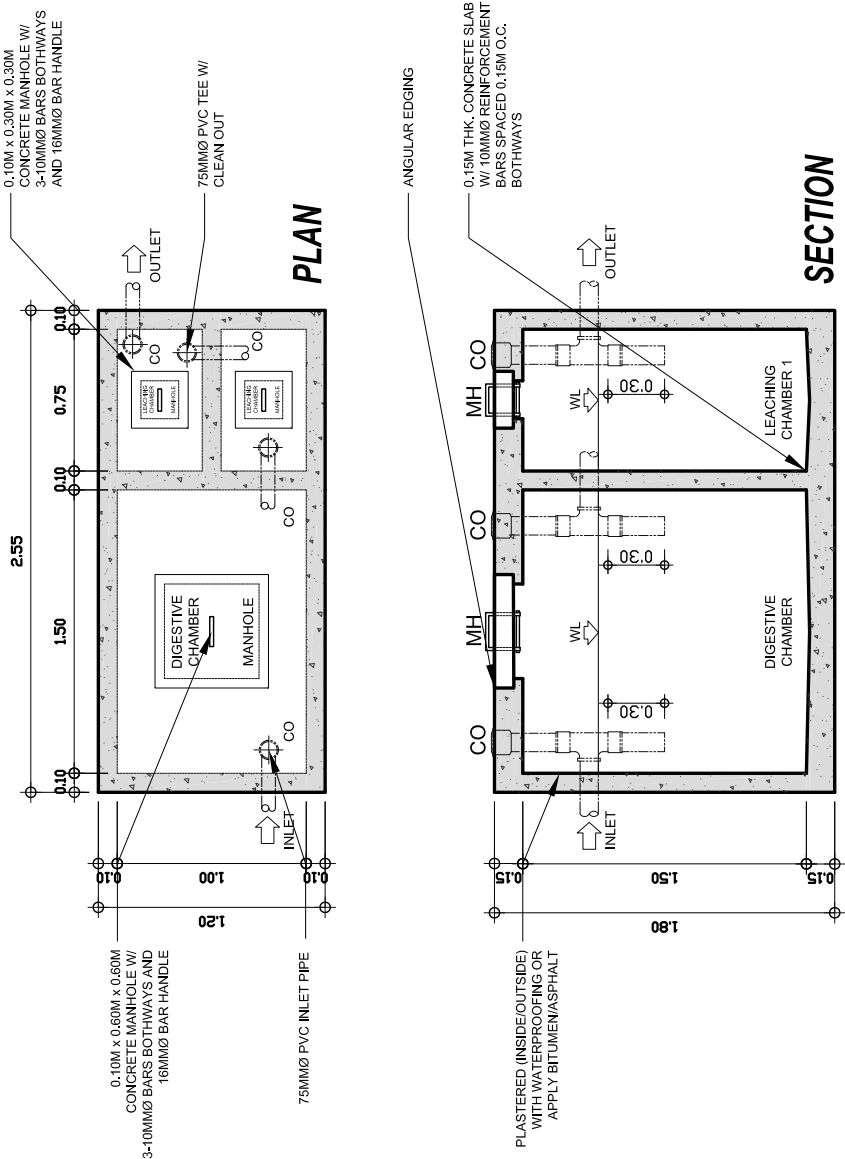 0.10M x 0.30M x 0.30M
CONCRETE MANHOLE W/
3-10MMØ BARS BOTHWAYS
AND 16MMØ BAR HANDLE
75MMØ PVC TEE W/
CLEAN OUT
PLAN
OUTLET
CO
CO
CO
CO
LEACHING
CHAMBER
MANHOLE
LEACHING
CHAMBER
MANHOLE
DIGESTIVE
CHAMBER
MANHOLE
INLET
2.55
0.10
1.50
0.10
0.75
0.10
0.10
1.00
0.10
1.20
0.10M x 0.60M x 0.60M
CONCRETE MANHOLE W/
3-10MMØ BARS BOTHWAYS AND
16MMØ BAR HANDLE
75MMØ PVC INLET PIPE
ANGULAR EDGING
0.15M THK. CONCRETE SLAB
W/ 10MMØ REINFORCEMENT
BARS SPACED 0.15M O.C.
BOTHWAYS
SECTION
OUTLET
CO
MH
CO
MH
CO
WL
WL
0.30
0.30
0.30
LEACHING
CHAMBER 1
DIGESTIVE
CHAMBER
INLET
0.15
1.50
0.15
1.80
PLASTERED (INSIDE/OUTSIDE)
WITH WATERPROOFING OR
APPLY BITUMEN/ASPHALT